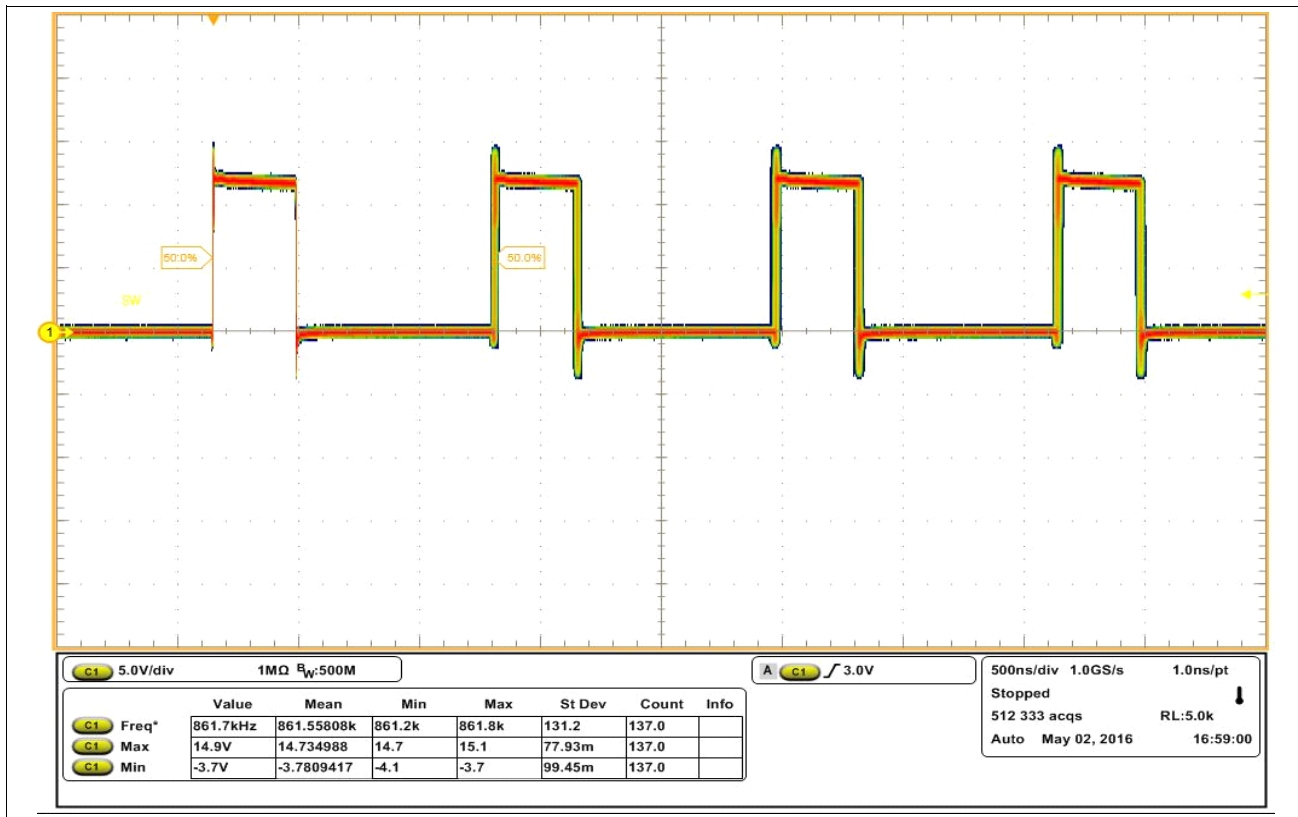 50.0%
50.0%
SW
1
C1 5.0V/div 1MΩ BW:500M
A C1 3.0V
500ns/div 1.0GS/s 1.0ns/pt
Stopped
512 333 acqs RL:5.0k
Auto May 02, 2016 16:59:00
Value Mean Min Max St Dev Count Info
C1 Freq* 861.7kHz 861.55808k 861.2k 861.8k 131.2 137.0
C1 Max 14.9V 14.734988 14.7 15.1 77.93m 137.0
C1 Min -3.7V -3.7809417 -4.1 -3.7 99.45m 137.0